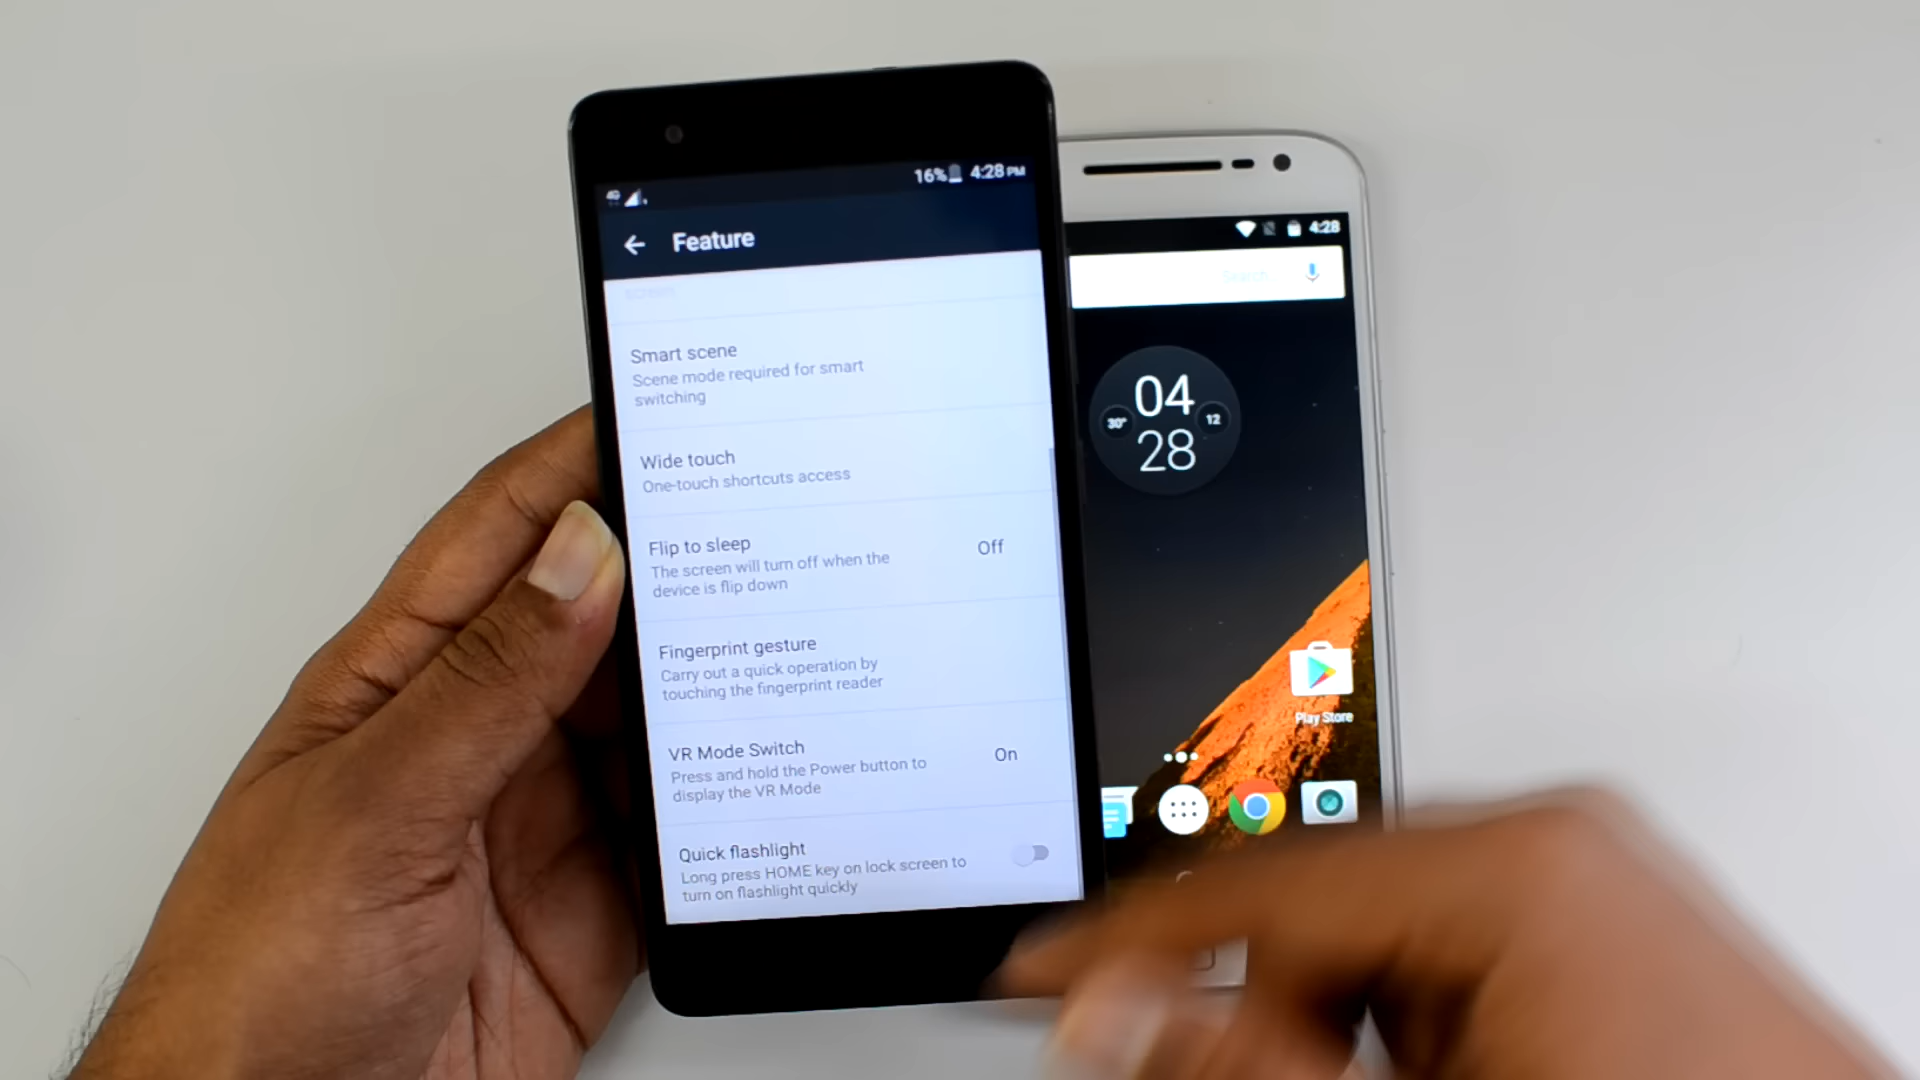 4G
16% 4:28 PM
Feature
SCREEN
Smart scene
Scene mode required for smart
switching
Wide touch
One-touch shortcuts access
Flip to sleep
Off
The screen will turn off when the
device is flip down
Fingerprint gesture
Carry out a quick operation by
touching the fingerprint reader
VR Mode Switch
On
Press and hold the Power button to
display the VR Mode
Quick flashlight
Long press HOME key on lock screen to
turn on flashlight quickly
4:28
Search
04
30° 12
28
Play Store